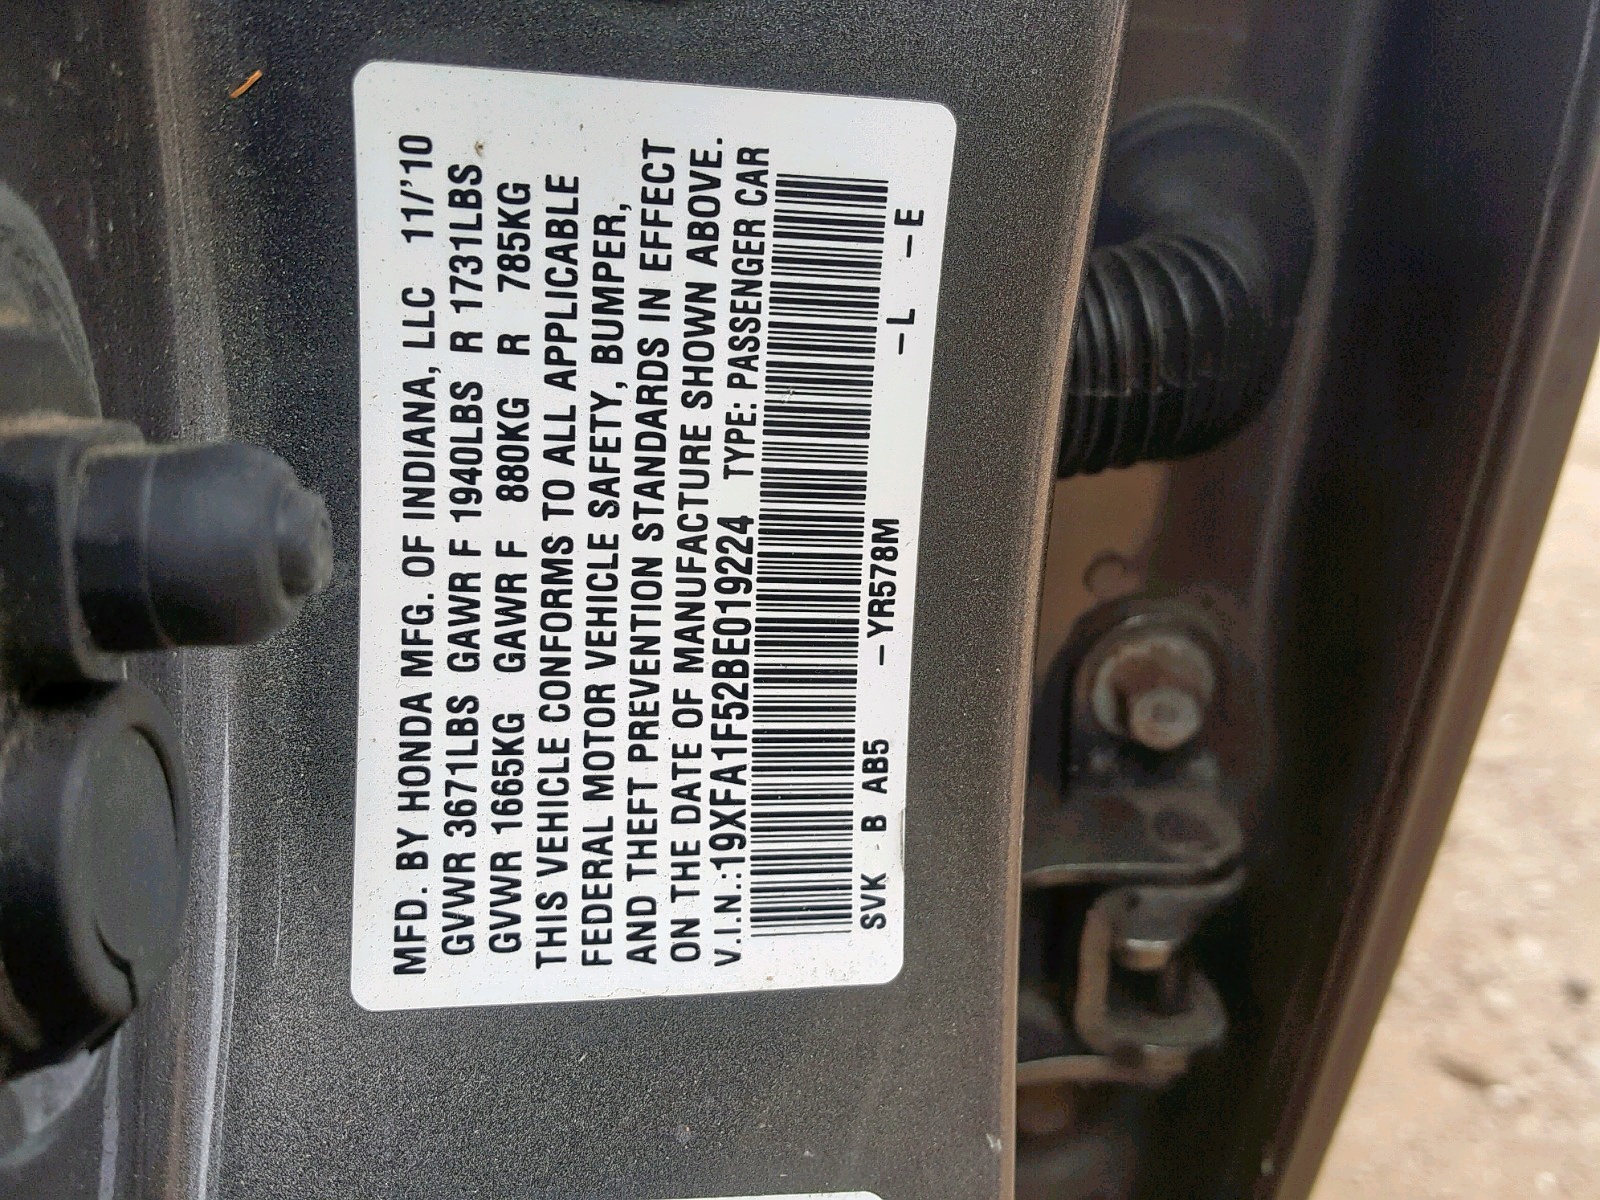 MFD. BY HONDA MFG. OF INDIANA, LLC 11/'10
GVWR 3671LBS GAWR F 1940LBS R 1731LBS
GVWR 1665KG GAWR F 880KG R 785KG
THIS VEHICLE CONFORMS TO ALL APPLICABLE
FEDERAL MOTOR VEHICLE SAFETY, BUMPER,
AND THEFT PREVENTION STANDARDS IN EFFECT
ON THE DATE OF MANUFACTURE SHOWN ABOVE.
V.I.N.:19XFA1F52BE019224 TYPE: PASSENGER CAR
SVK B AB5 –YR578M –L –E